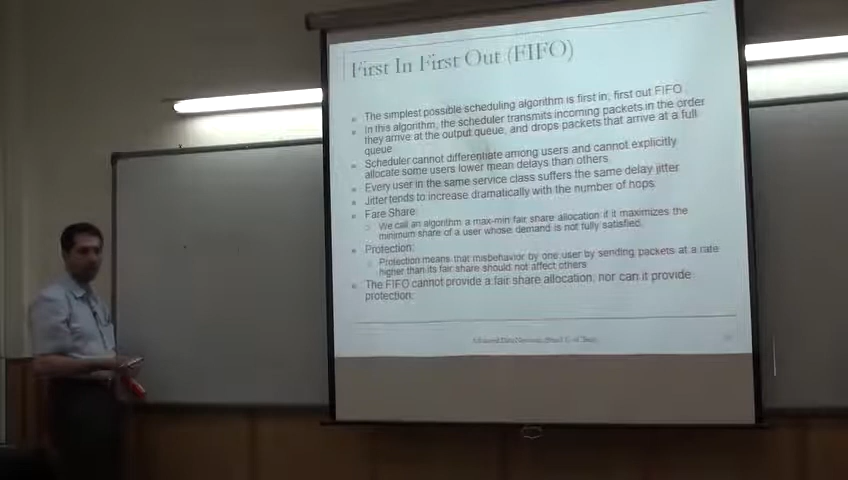 First In First Out (FIFO)
The simplest possible scheduling algorithm is first in, first out FIFO
In this algorithm, the scheduler transmits incoming packets in the order
they arrive at the output queue, and drops packets that arrive at a full
queue
Scheduler cannot differentiate among users and cannot explicitly
allocate some users lower mean delays than others
Every user in the same service class suffers the same delay jitter
Jitter tends to increase dramatically with the number of hops
Fare Share:
We call an algorithm a max-min fair share allocation if it maximizes the
minimum share of a user whose demand is not fully satisfied.
Protection:
Protection means that misbehavior by one user by sending packets at a rate
higher than its fair share should not affect others
The FIFO cannot provide a fair share allocation, nor can it provide
protection.